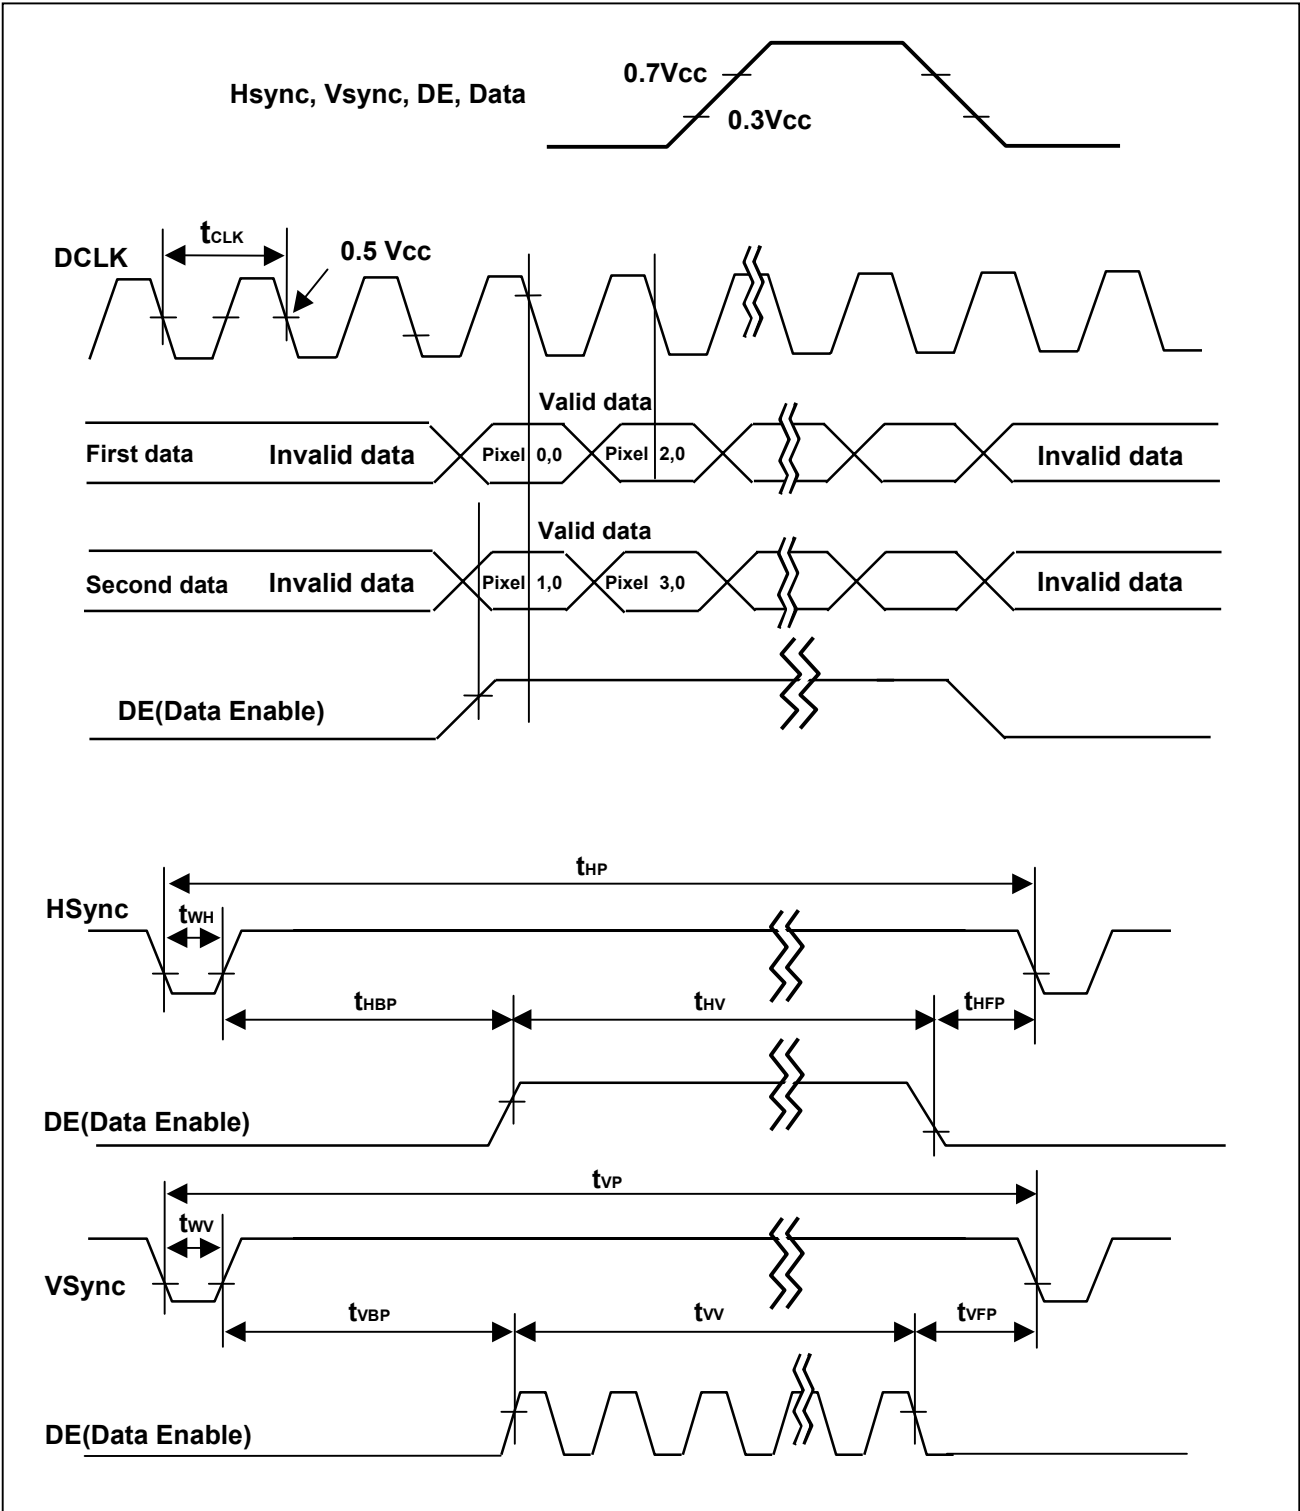 0.7Vcc
Hsync, Vsync, DE, Data
0.3Vcc
tCLK
DCLK
0.5 Vcc
Valid data
First data
Invalid data
Pixel 0,0
Pixel 2,0
Invalid data
Valid data
Second data
Invalid data
Pixel 1,0
Pixel 3,0
Invalid data
DE(Data Enable)
tHP
HSync
tWH
tHBP
tHV
tHFP
DE(Data Enable)
tVP
tWV
VSync
tVBP
tVV
tVFP
DE(Data Enable)